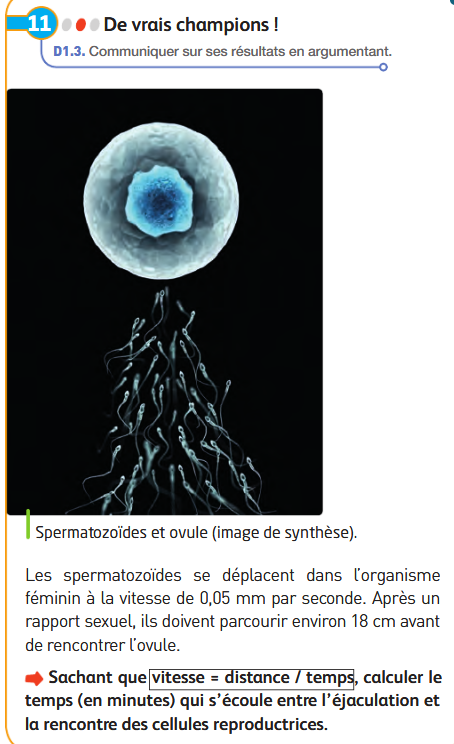 11 De vrais champions !
D1.3. Communiquer sur ses résultats en argumentant.
Spermatozoïdes et ovule (image de synthèse).
Les spermatozoïdes se déplacent dans l'organisme
féminin à la vitesse de 0,05 mm par seconde. Après un
rapport sexuel, ils doivent parcourir environ 18 cm avant
de rencontrer l'ovule.
Sachant que vitesse = distance / temps, calculer le
temps (en minutes) qui s'écoule entre l'éjaculation et
la rencontre des cellules reproductrices.